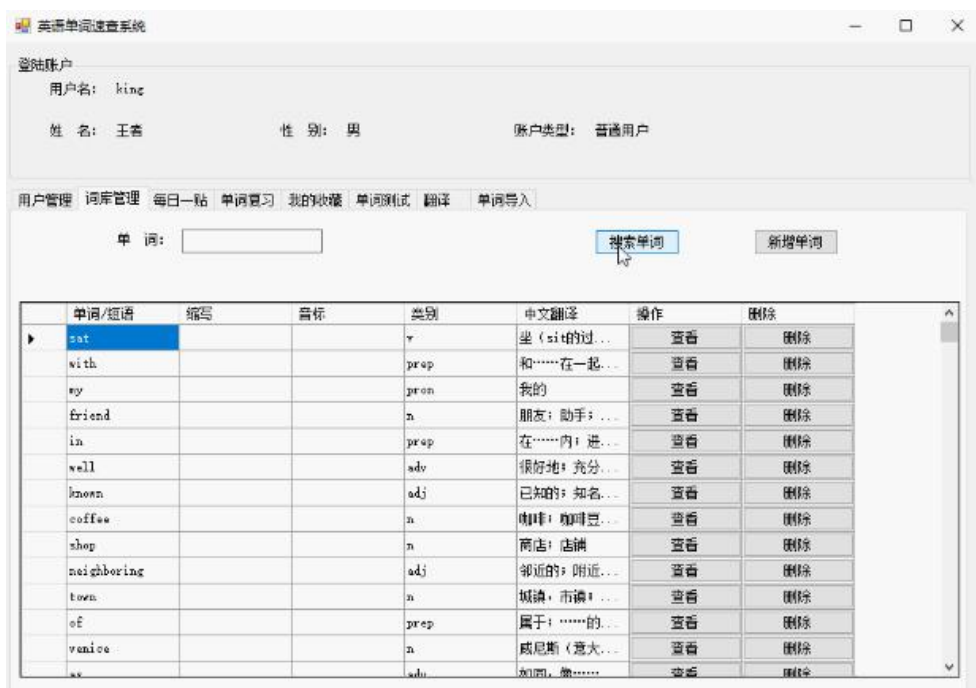 英语单词速查系统
登陆账户
用户名: king
姓 名: 王者 性 别: 男 账户类型: 普通用户
用户管理 词库管理 每日一贴 单词复习 我的收藏 单词测试 翻译 单词导入
单 词: 搜索单词 新增单词
单词/短语 缩写 音标 类别 中文翻译 操作 删除
sat v 坐（sit的过... 查看 删除
with prep 和……在一起... 查看 删除
my pron 我的 查看 删除
friend n 朋友；助手；... 查看 删除
in prep 在……内；进... 查看 删除
well adv 很好地；充分... 查看 删除
known adj 已知的；知名... 查看 删除
coffee n 咖啡；咖啡豆... 查看 删除
shop n 商店；店铺 查看 删除
neighboring adj 邻近的；附近... 查看 删除
town n 城镇，市镇；... 查看 删除
of prep 属于；……的... 查看 删除
venice n 威尼斯（意大... 查看 删除
as adv 如同，像…… 查看 删除